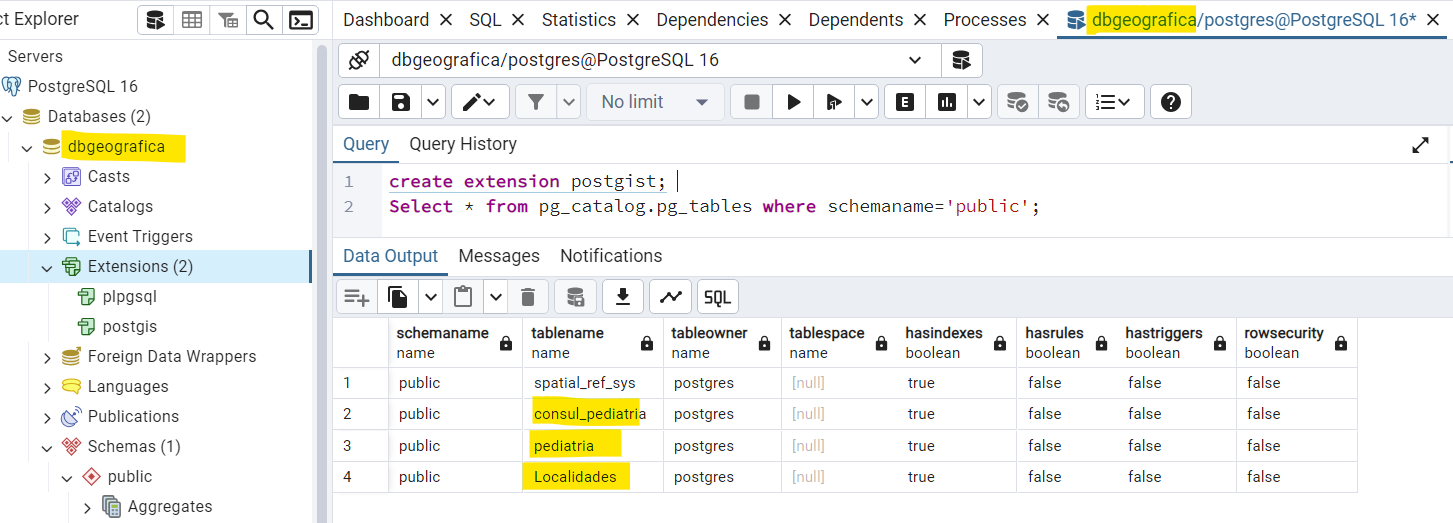 ct Explorer
Servers
PostgreSQL 16
Databases (2)
dbgeografica
Casts
Catalogs
Event Triggers
Extensions (2)
plpgsql
postgis
Foreign Data Wrappers
Languages
Publications
Schemas (1)
public
Aggregates
Dashboard SQL Statistics Dependencies Dependents Processes dbgeografica/postgres@PostgreSQL 16*
dbgeografica/postgres@PostgreSQL 16
No limit E
Query Query History
1 create extension postgist;
2 Select * from pg_catalog.pg_tables where schemaname='public';
Data Output Messages Notifications
SQL
schemaname tablename tableowner tablespace hasindexes hasrules hastriggers rowsecurity
name name name name boolean boolean boolean boolean
1 public spatial_ref_sys postgres [null] true false false false
2 public consul_pediatria postgres [null] true false false false
3 public pediatria postgres [null] true false false false
4 public Localidades postgres [null] true false false false